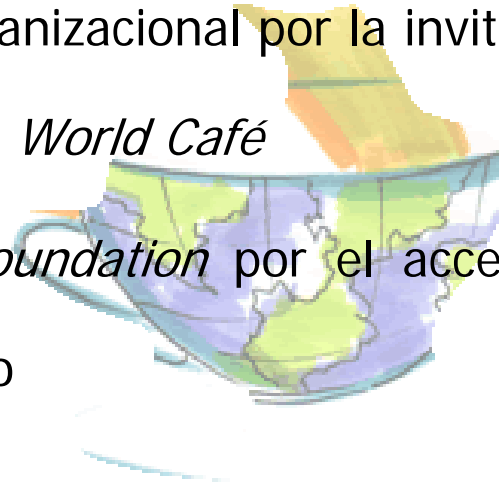 anizacional por la invit
World Café
oundation por el acce
o